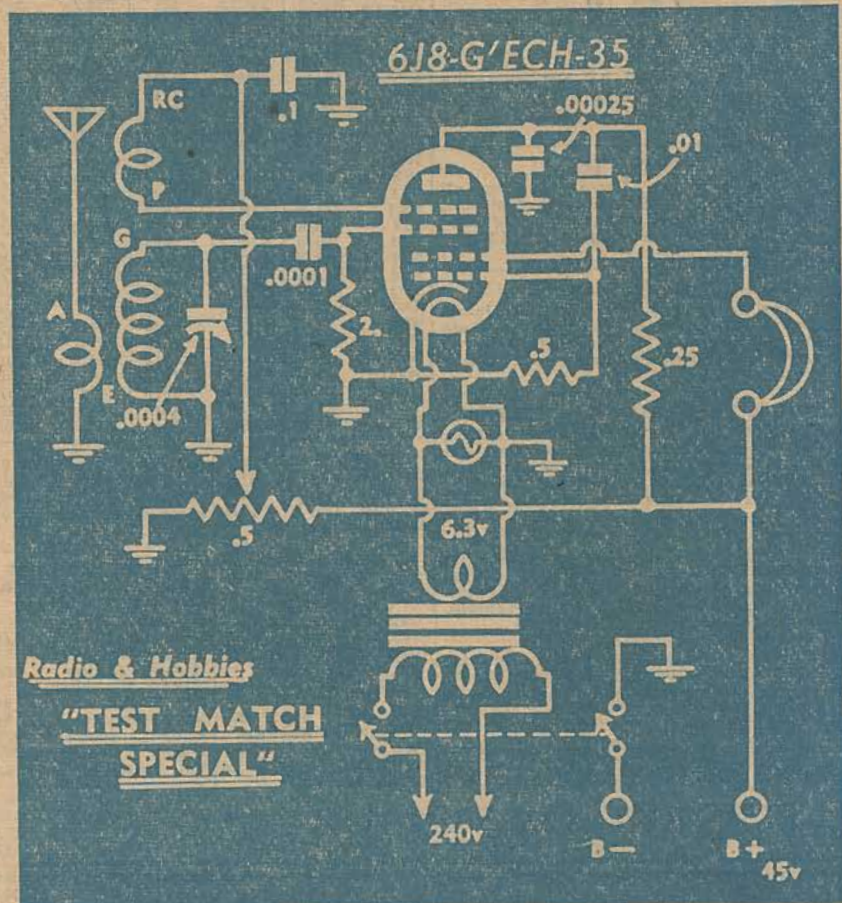 6J8-G'ECH-35
RC
.1
.00025
.01
P
G
.0001
A
2.
.5
.25
E
.0004
.5
6.3v
Radio & Hobbies
"TEST MATCH
SPECIAL"
240v
B-
B+
45v